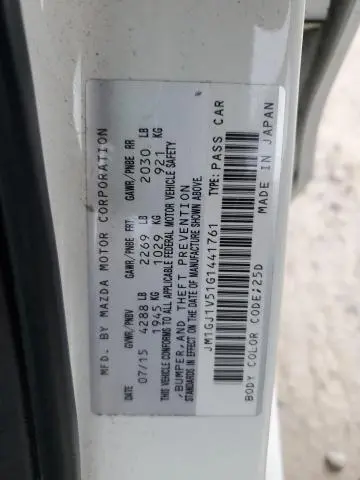 MFD. BY MAZDA MOTOR CORPORATION
DATE GVWR/PNBV GAWR/PNBE FRT GAWR/PNBE RR
07/15 4288 LB 2269 LB 2030 LB
1945 KG 1029 KG 921 KG
THIS VEHICLE CONFORMS TO ALL APPLICABLE FEDERAL MOTOR VEHICLE SAFETY
,BUMPER,AND THEFT PREVENTION
STANDARDS IN EFFECT ON THE DATE OF MANUFACTURE SHOWN ABOVE.
JM1GJ1V51G1441761 TYPE:PASS CAR
BODY COLOR CODE:25D MADE IN JAPAN